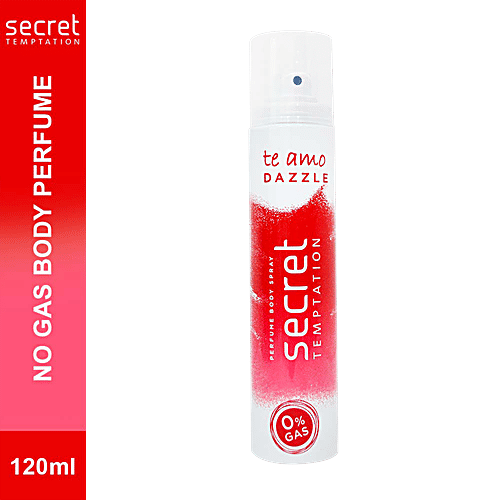 secret
TEMPTATION
NO GAS BODY PERFUME
120ml
te amo
DAZZLE
PERFUME BODY SPRAY
secret
TEMPTATION
0%
GAS